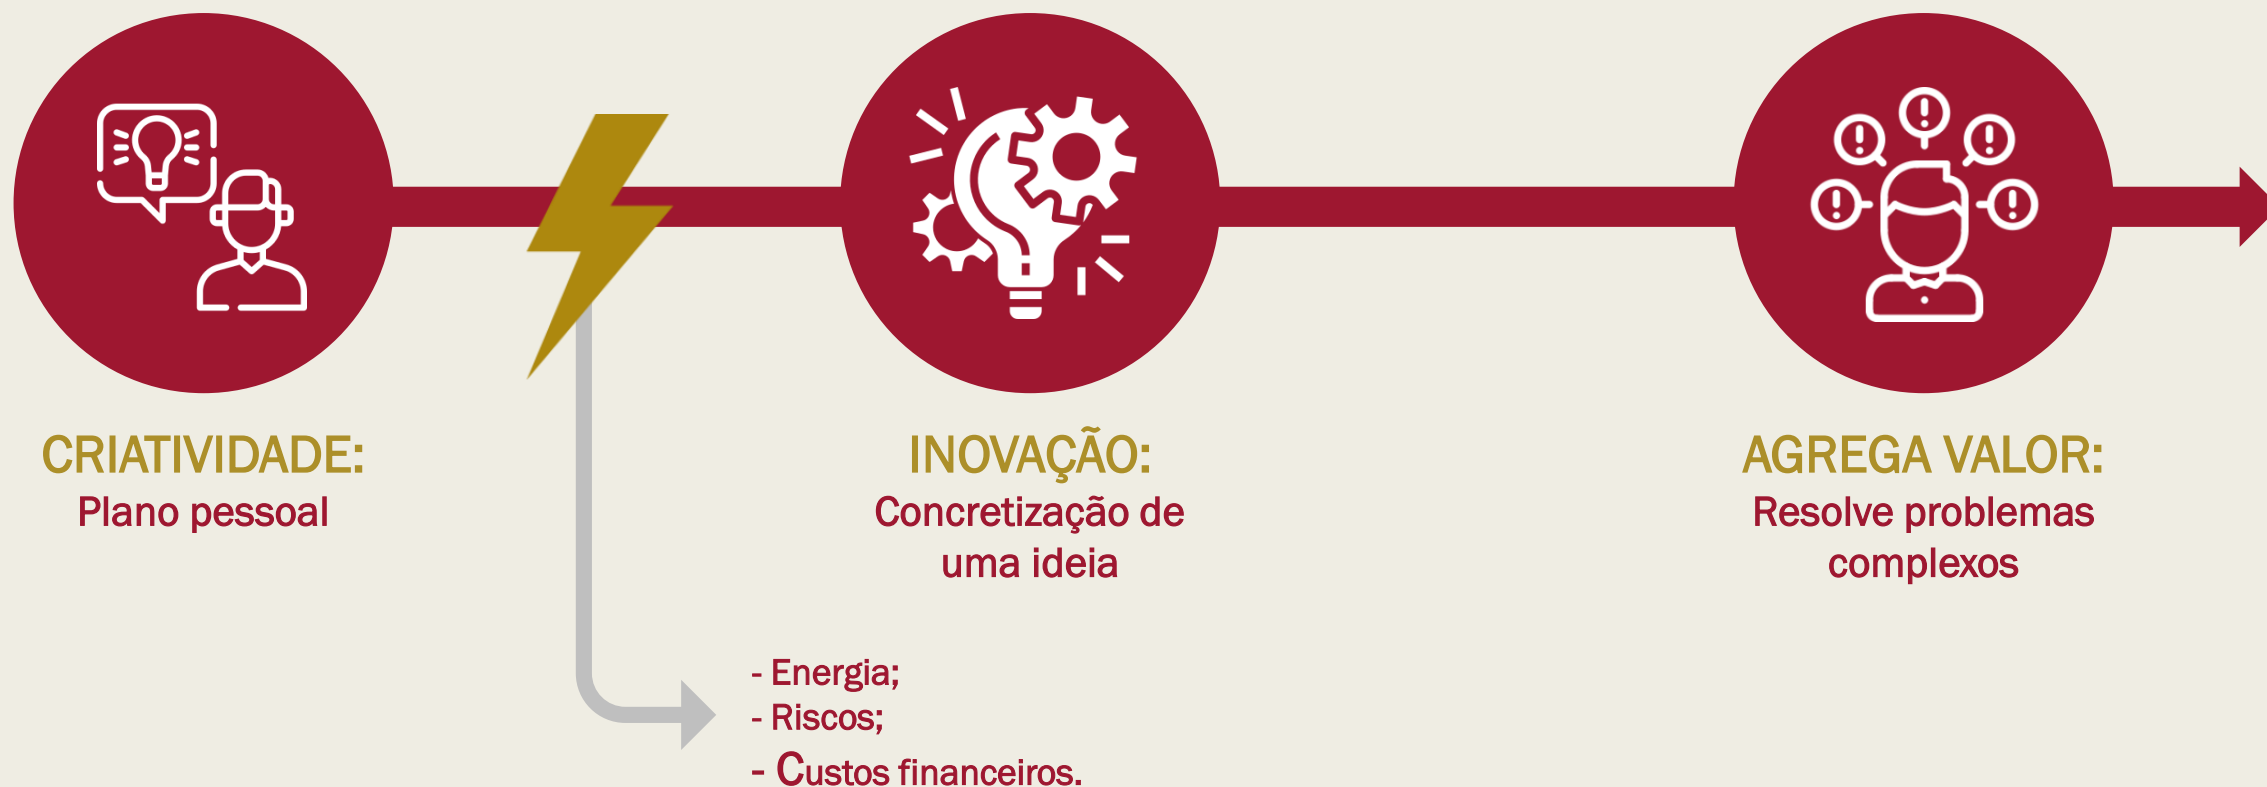 CRIATIVIDADE:
Plano pessoal
INOVAÇÃO:
Concretização de
uma ideia
AGREGA VALOR:
Resolve problemas
complexos
- Energia;
- Riscos;
- Custos financeiros.